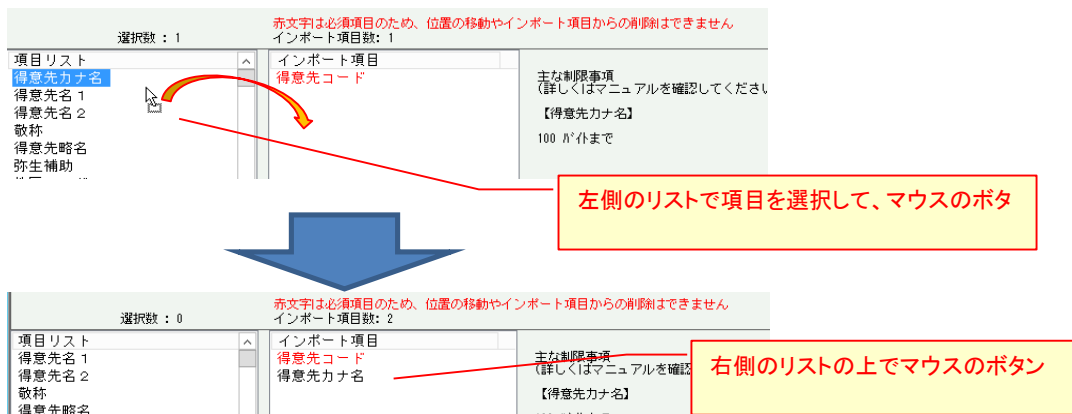 赤文字は必須項目のため、位置の移動やインポート項目からの削除はできません
選択数 : 1
インポート項目数: 1
項目リスト
インポート項目
得意先カナ名
得意先コード
得意先名1
得意先名2
敬称
得意先略名
弥生補助
主な制限事項
(詳しくはマニュアルを確認してくださ
【得意先カナ名】
100 バイトまで
左側のリストで項目を選択して、マウスのボタ
赤文字は必須項目のため、位置の移動やインポート項目からの削除はできません
選択数 : 0
インポート項目数: 2
項目リスト
インポート項目
得意先名1
得意先コード
得意先名2
得意先カナ名
敬称
得意先略名
主な制限事項
(詳しくはマニュアルを確認
【得意先カナ名】
右側のリストの上でマウスのボタン